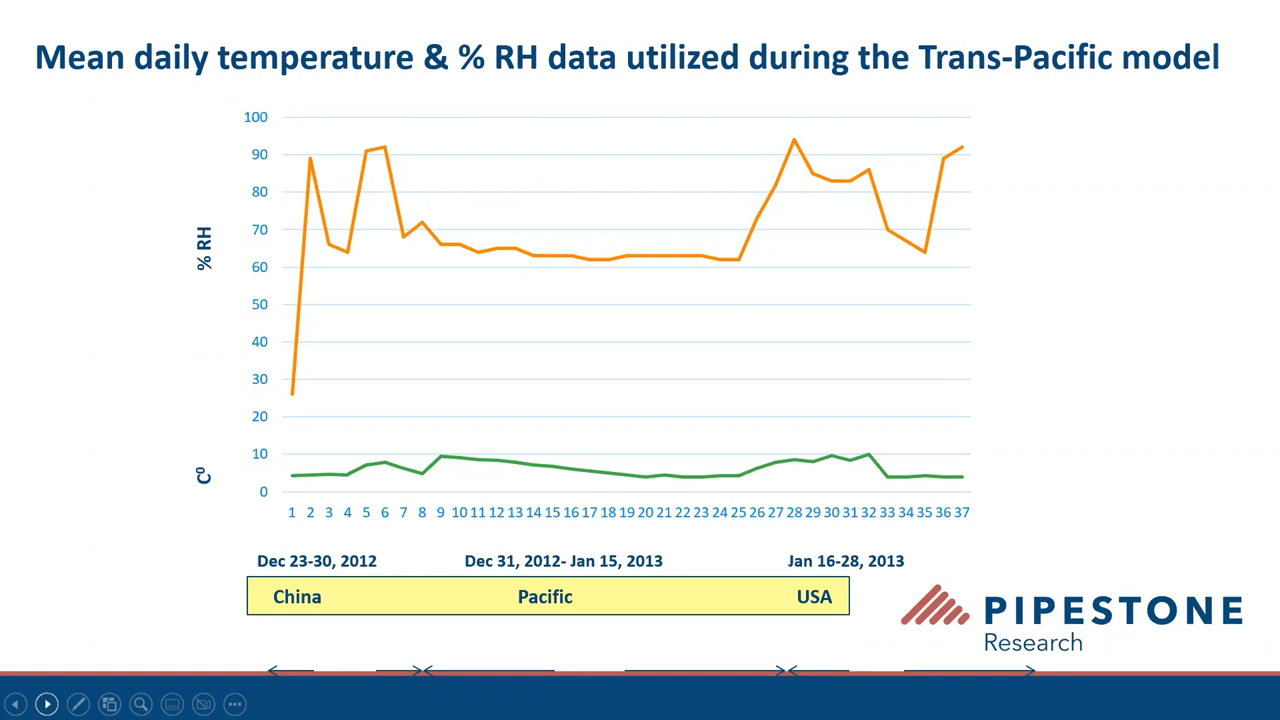 Mean daily temperature & % RH data utilized during the Trans-Pacific model
100
90
80
70
60
50
40
30
20
10
0
% RH
C⁰
1 2 3 4 5 6 7 8 9 10 11 12 13 14 15 16 17 18 19 20 21 22 23 24 25 26 27 28 29 30 31 32 33 34 35 36 37
Dec 23-30, 2012 Dec 31, 2012- Jan 15, 2013 Jan 16-28, 2013
China Pacific USA
PIPESTONE
Research